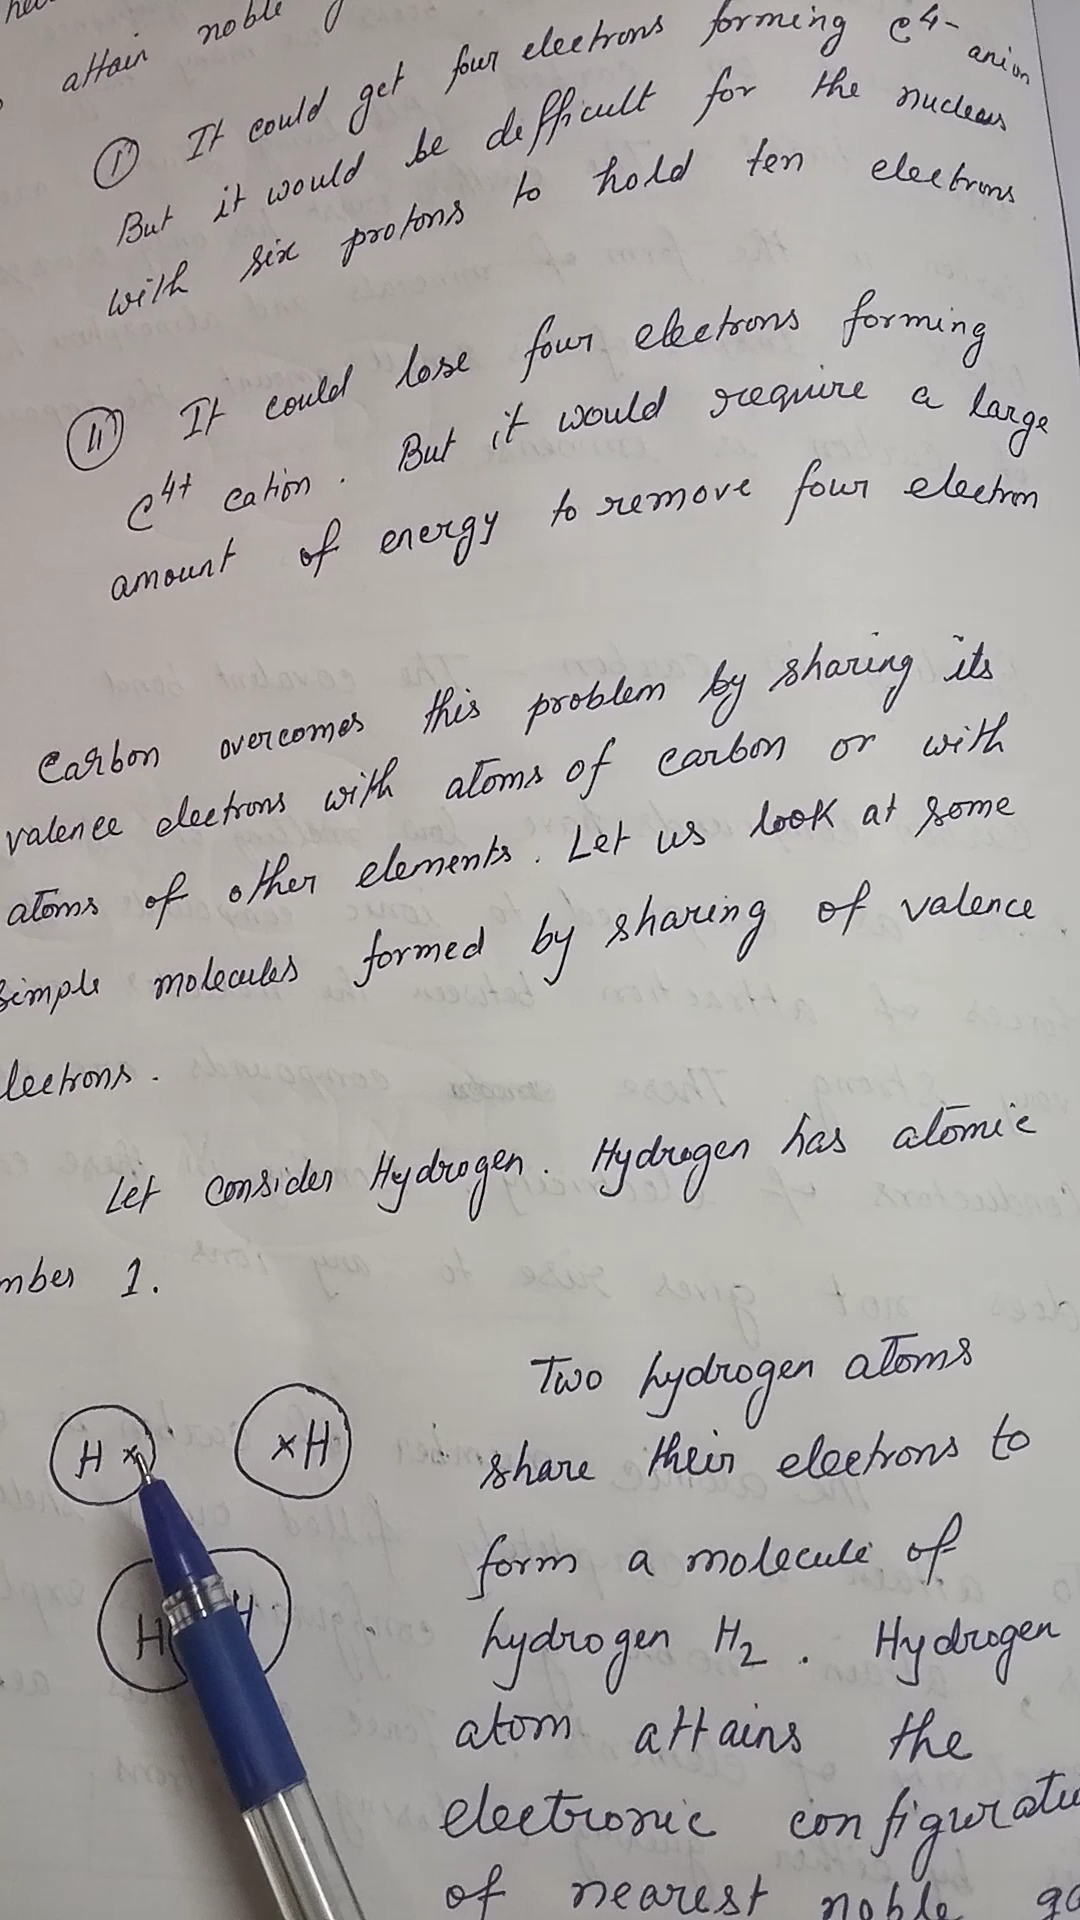 attain noble
(i) It could get four electrons forming C4- anion
But it would be difficult for the nucleus
with six protons to hold ten electrons
(ii) It could lose four electrons forming
C4+ cation. But it would require a large
amount of energy to remove four electron
Carbon overcomes this problem by sharing its
valence electrons with atoms of carbon or with
atoms of other elements. Let us look at some
simple molecules formed by sharing of valence
lectrons.
Let consider Hydrogen. Hydrogen has atomic
mber 1.
H x
xH
H H
Two hydrogen atoms
share their electrons to
form a molecule of
hydrogen H2. Hydrogen
atom attains the
electronic configurati
of nearest noble ga